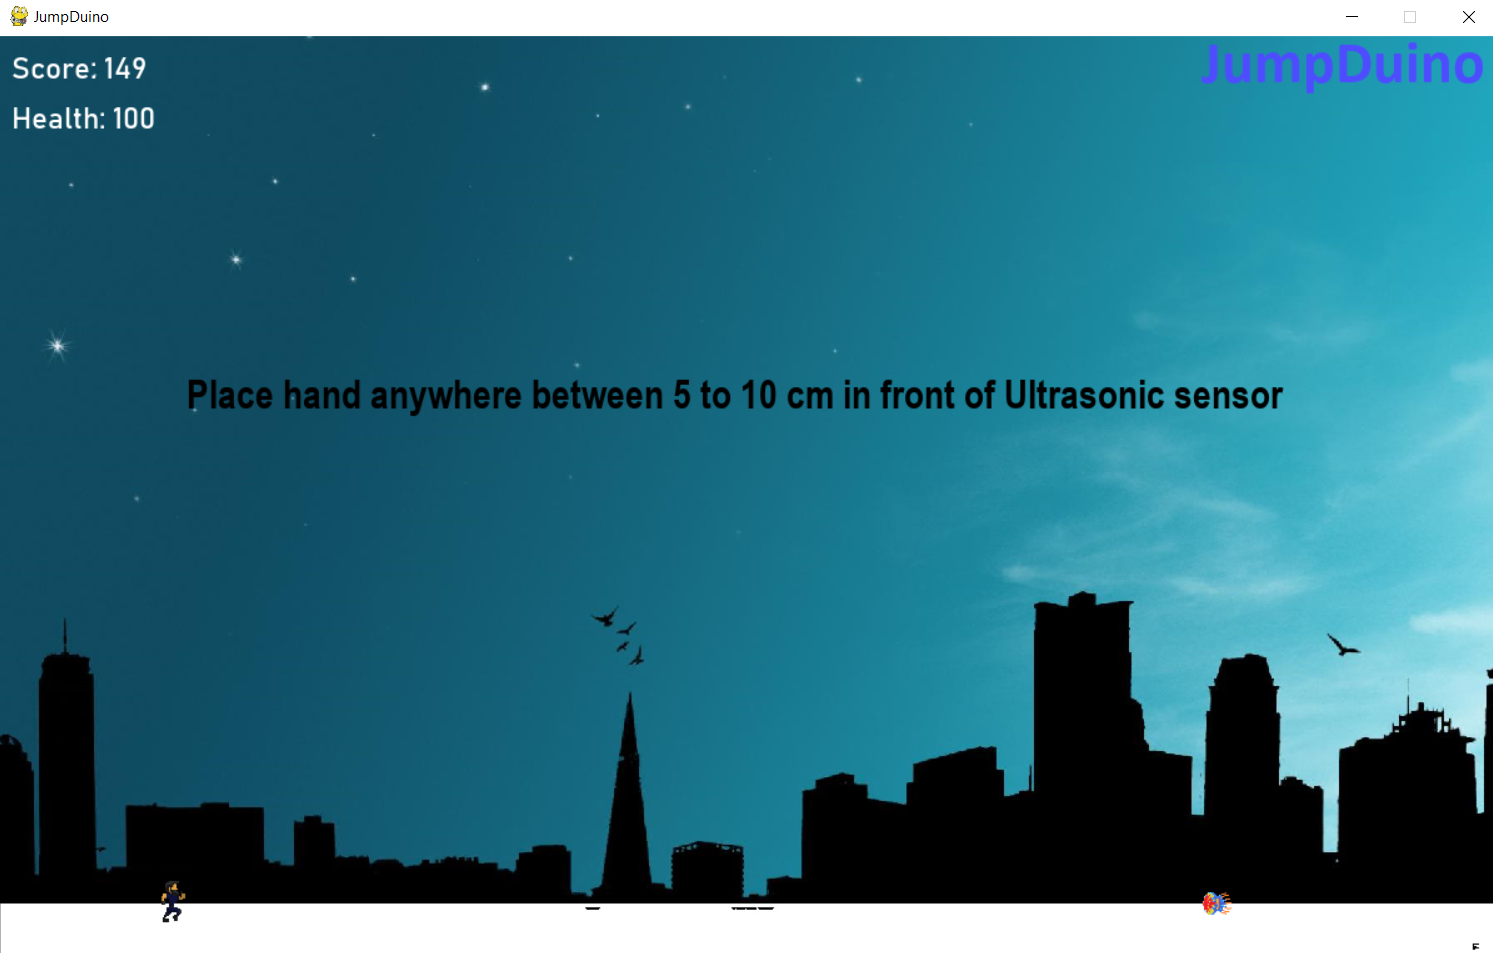 JumpDuino
Score: 149
JumpDuino
Health: 100
Place hand anywhere between 5 to 10 cm in front of Ultrasonic sensor